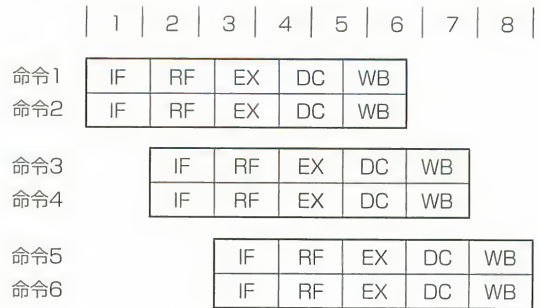 1 2 3 4 5 6 7 8
命令1 IF RF EX DC WB
命令2 IF RF EX DC WB
命令3 IF RF EX DC WB
命令4 IF RF EX DC WB
命令5 IF RF EX DC WB
命令6 IF RF EX DC WB